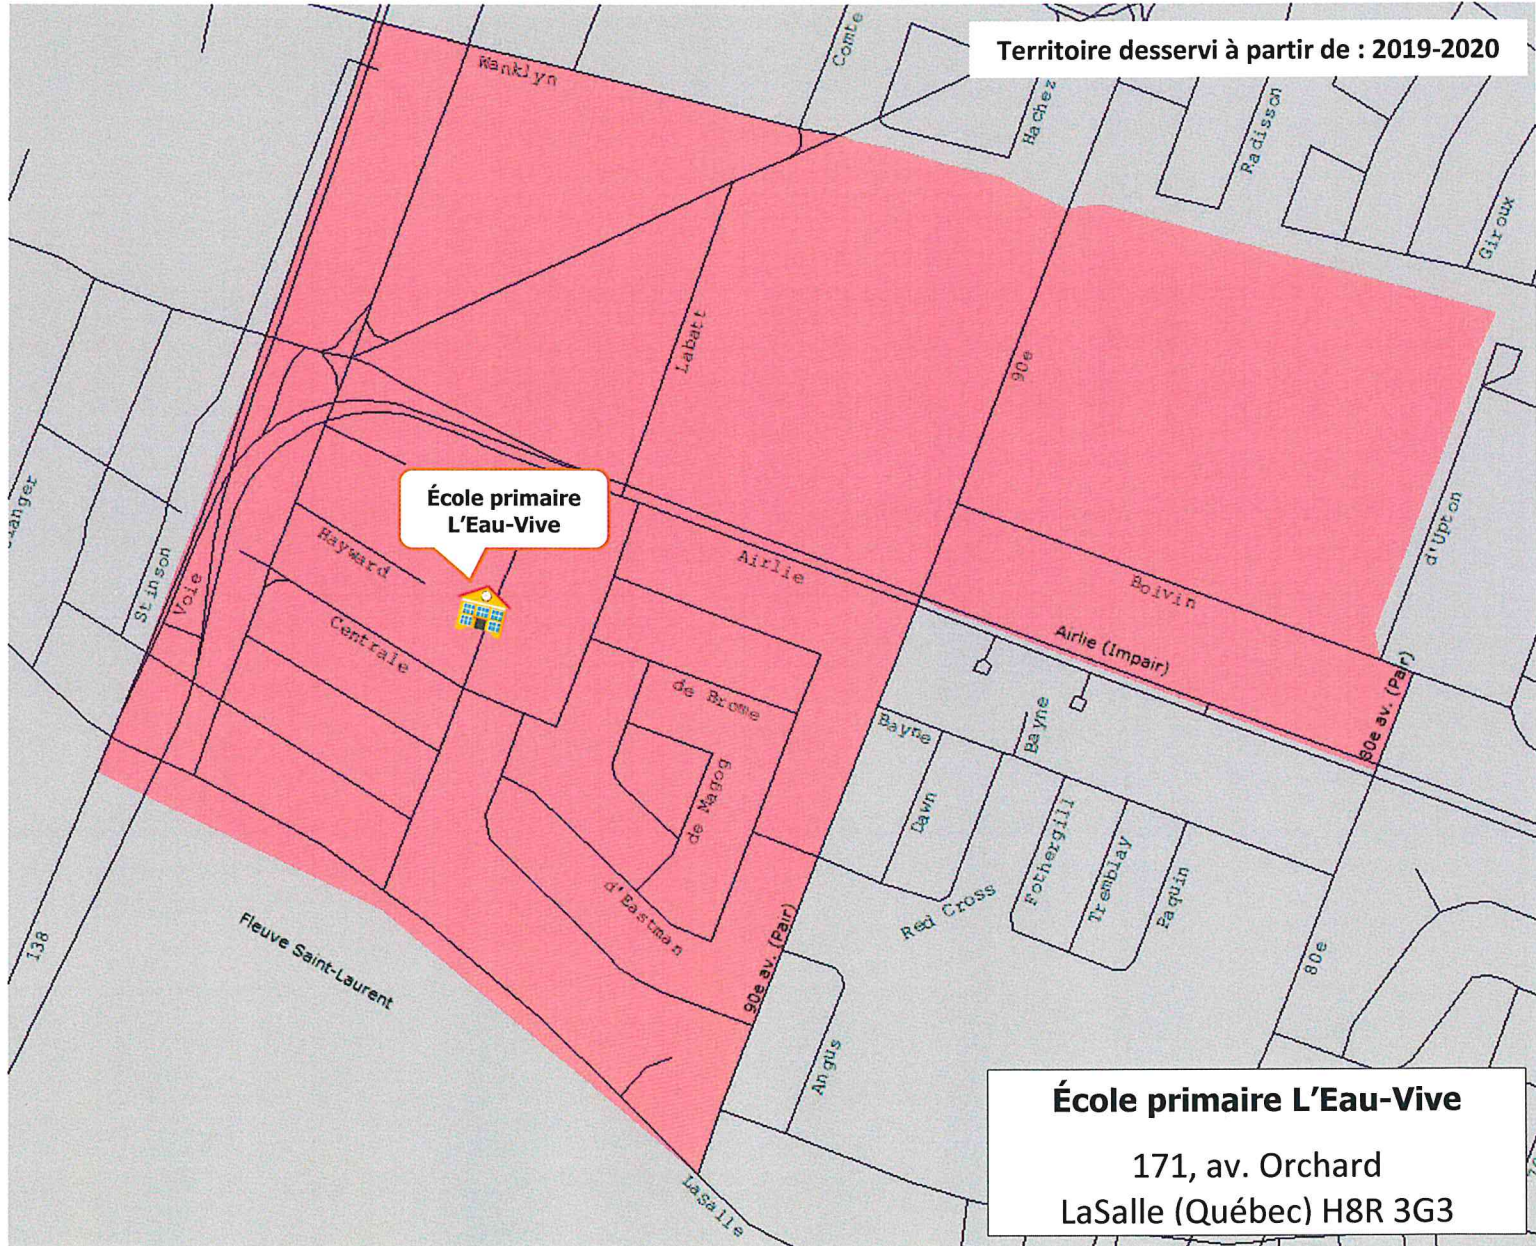 Territoire desservi à partir de : 2019-2020
Wanklyn
Comte
Hachez
Radisson
Giroux
Labatt
90e
École primaire
L'Eau-Vive
d'Upton
Stinson
Voie
Hayward
Airlie
Boivin
Centrale
Airlie (Impair)
80e av. (Pair)
de Brome
Bayne
Bayne
de Magog
Dawn
Fothergill
Tremblay
Paquin
d'Eastman
Red Cross
90e av. (Pair)
138
Fleuve Saint-Laurent
80e
Angus
LaSalle
École primaire L'Eau-Vive
171, av. Orchard
LaSalle (Québec) H8R 3G3